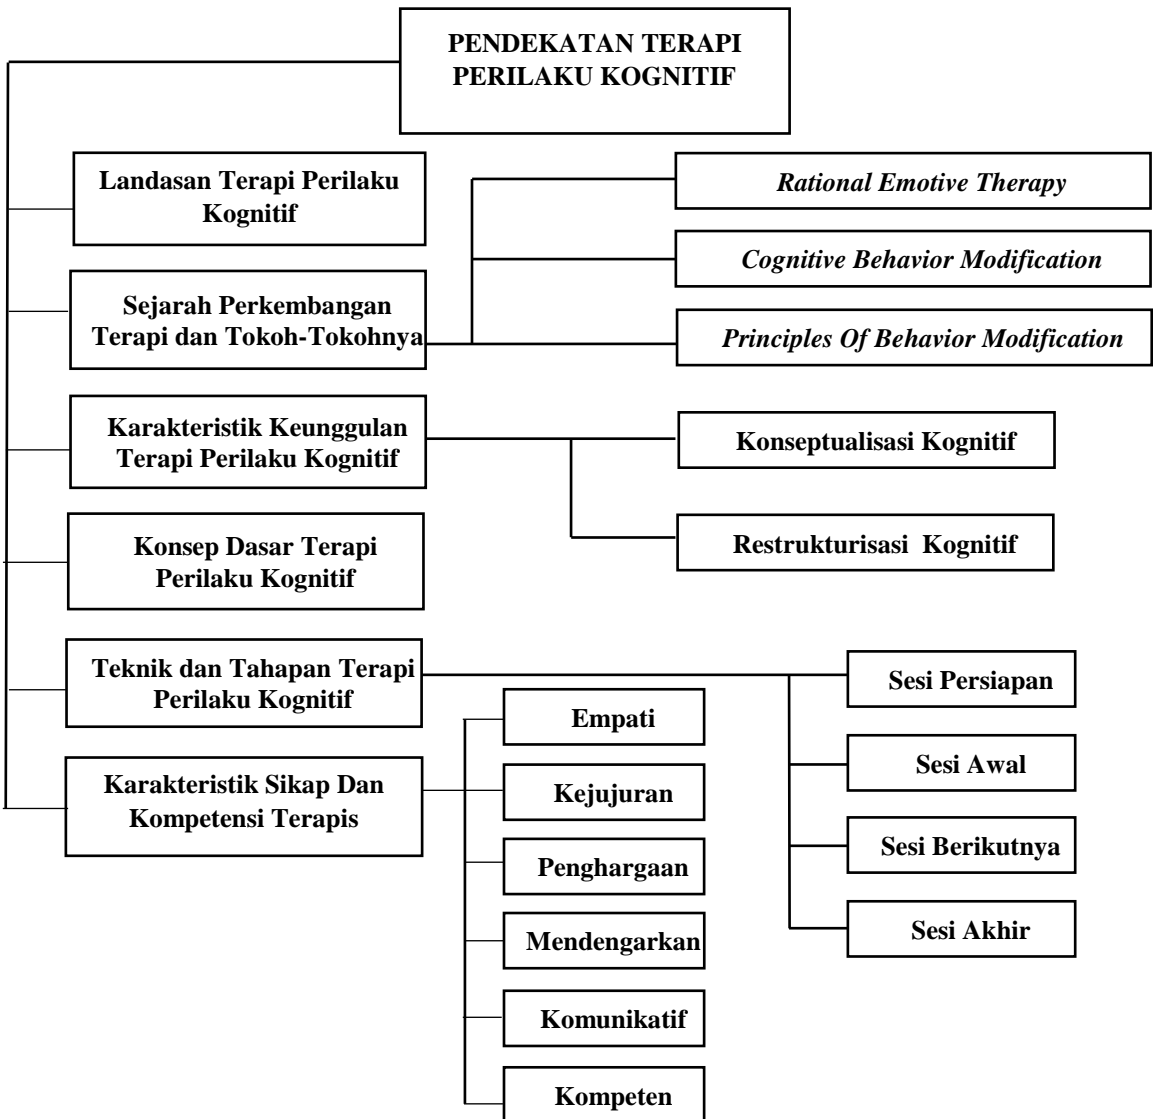 PENDEKATAN TERAPI
PERILAKU KOGNITIF
Landasan Terapi Perilaku
Kognitif
Sejarah Perkembangan
Terapi dan Tokoh-Tokohnya
Rational Emotive Therapy
Cognitive Behavior Modification
Principles Of Behavior Modification
Karakteristik Keunggulan
Terapi Perilaku Kognitif
Konseptualisasi Kognitif
Restrukturisasi Kognitif
Konsep Dasar Terapi
Perilaku Kognitif
Teknik dan Tahapan Terapi
Perilaku Kognitif
Sesi Persiapan
Sesi Awal
Sesi Berikutnya
Sesi Akhir
Karakteristik Sikap Dan
Kompetensi Terapis
Empati
Kejujuran
Penghargaan
Mendengarkan
Komunikatif
Kompeten